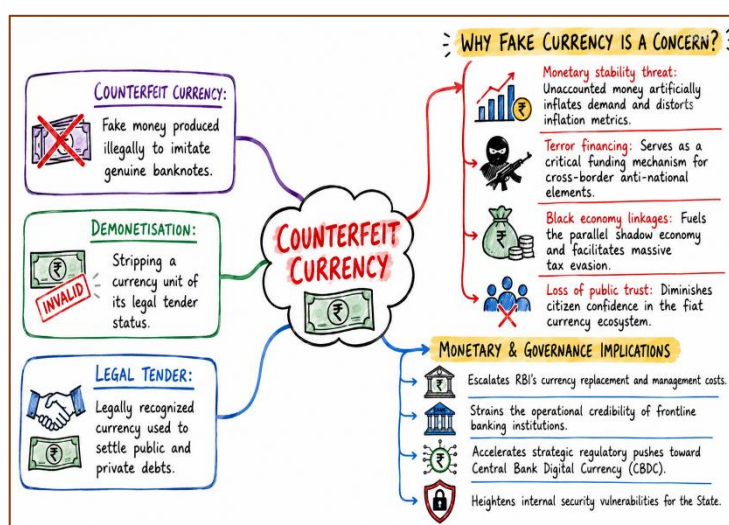 COUNTERFEIT CURRENCY:
Fake money produced
illegally to imitate
genuine banknotes.
DEMONETISATION:
INVALID
Stripping a
currency unit of
its legal tender
status.
LEGAL TENDER:
Legally recognized
currency used to
settle public and
private debts.
COUNTERFEIT
CURRENCY
₹
WHY FAKE CURRENCY IS A CONCERN?
Monetary stability threat:
Unaccounted money artificially
inflates demand and distorts
inflation metrics.
Terror financing: Serves as a
critical funding mechanism for
cross-border anti-national
elements.
Black economy linkages: Fuels
the parallel shadow economy
and facilitates massive
tax evasion.
Loss of public trust: Diminishes
citizen confidence in the fiat
currency ecosystem.
MONETARY & GOVERNANCE IMPLICATIONS
Escalates RBI's currency replacement and management costs.
BANK
Strains the operational credibility of frontline
banking institutions.
Accelerates strategic regulatory pushes toward
Central Bank Digital Currency (CBDC).
Heightens internal security vulnerabilities for the State.